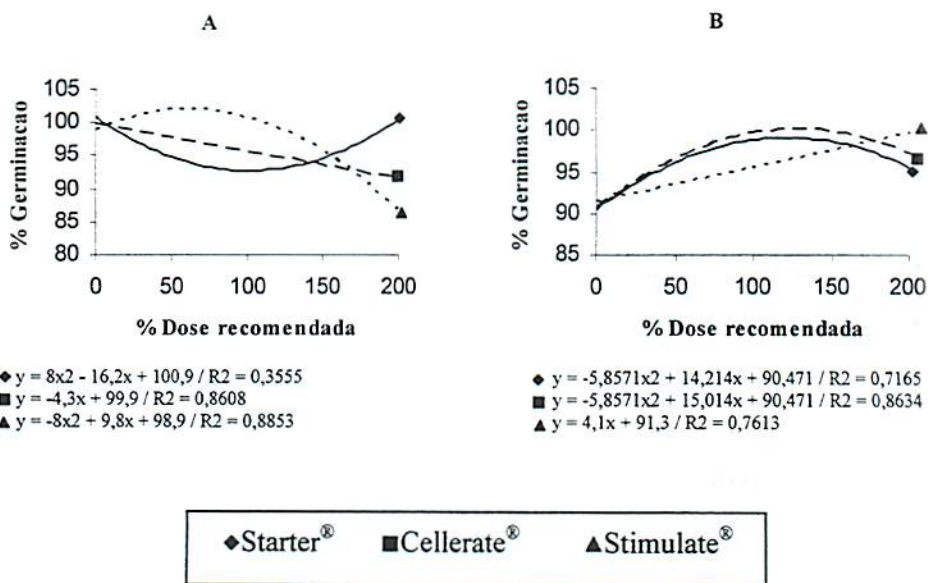 A
B
105
100
95
90
85
80
% Germinacao
0 50 100 150 200
% Dose recomendada
105
100
95
90
85
% Germinacao
0 50 100 150 200
% Dose recomendada
◆ y = 8x2 - 16,2x + 100,9 / R2 = 0,3555
■ y = -4,3x + 99,9 / R2 = 0,8608
▲ y = -8x2 + 9,8x + 98,9 / R2 = 0,8853
◆ y = -5,8571x2 + 14,214x + 90,471 / R2 = 0,7165
■ y = -5,8571x2 + 15,014x + 90,471 / R2 = 0,8634
▲ y = 4,1x + 91,3 / R2 = 0,7613
◆Starter® ■Cellerate® ▲Stimulate®